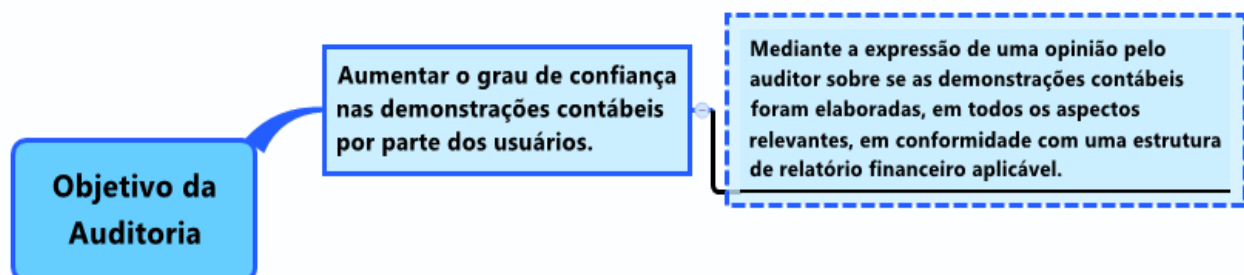 Objetivo da
Auditoria
Aumentar o grau de confiança
nas demonstrações contábeis
por parte dos usuários.
Mediante a expressão de uma opinião pelo
auditor sobre se as demonstrações contábeis
foram elaboradas, em todos os aspectos
relevantes, em conformidade com uma estrutura
de relatório financeiro aplicável.